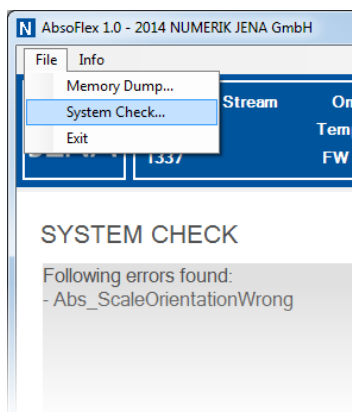 AbsoFlex 1.0 - 2014 NUMERIK JENA GmbH
File Info
Memory Dump...
System Check...
Exit
Stream
1337
FW
SYSTEM CHECK
Following errors found:
- Abs_ScaleOrientationWrong